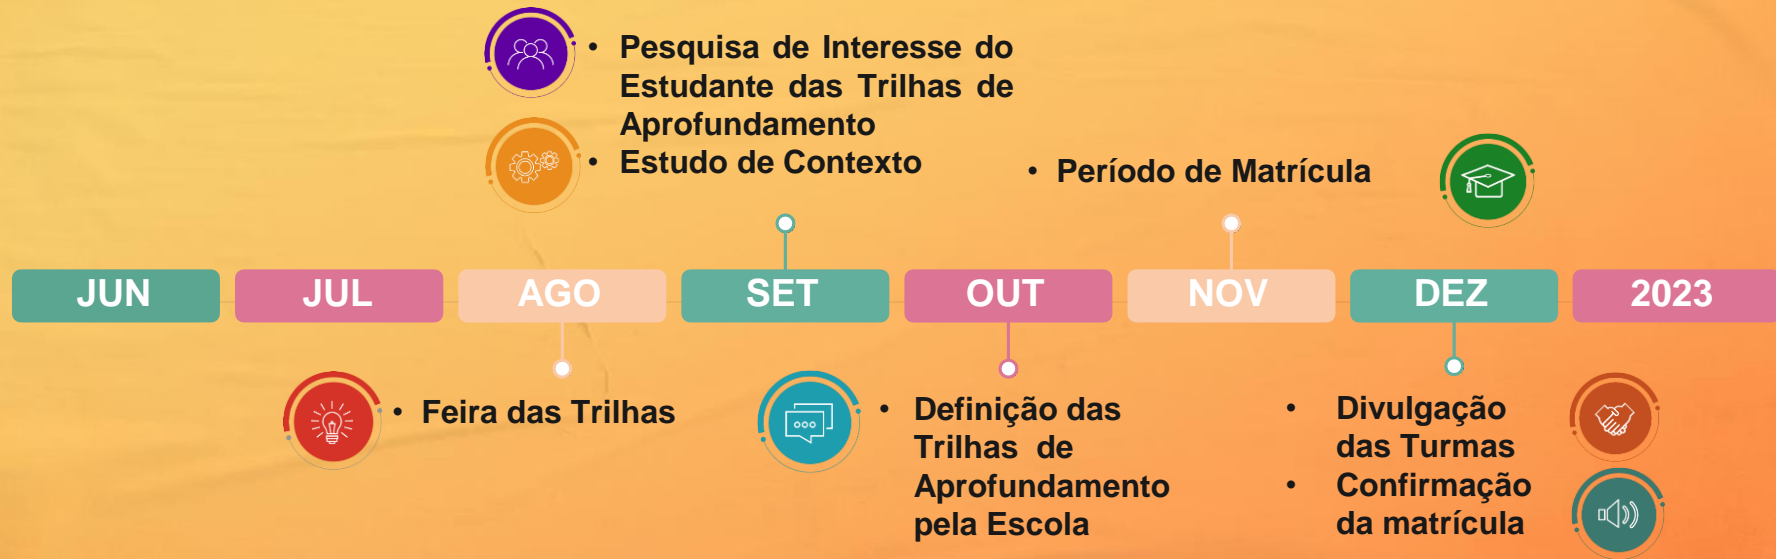 • Pesquisa de Interesse do
Estudante das Trilhas de
Aprofundamento
• Estudo de Contexto
• Período de Matrícula
JUN
JUL
AGO
SET
OUT
NOV
DEZ
2023
• Feira das Trilhas
• Definição das
Trilhas de
Aprofundamento
pela Escola
• Divulgação
das Turmas
• Confirmação
da matrícula